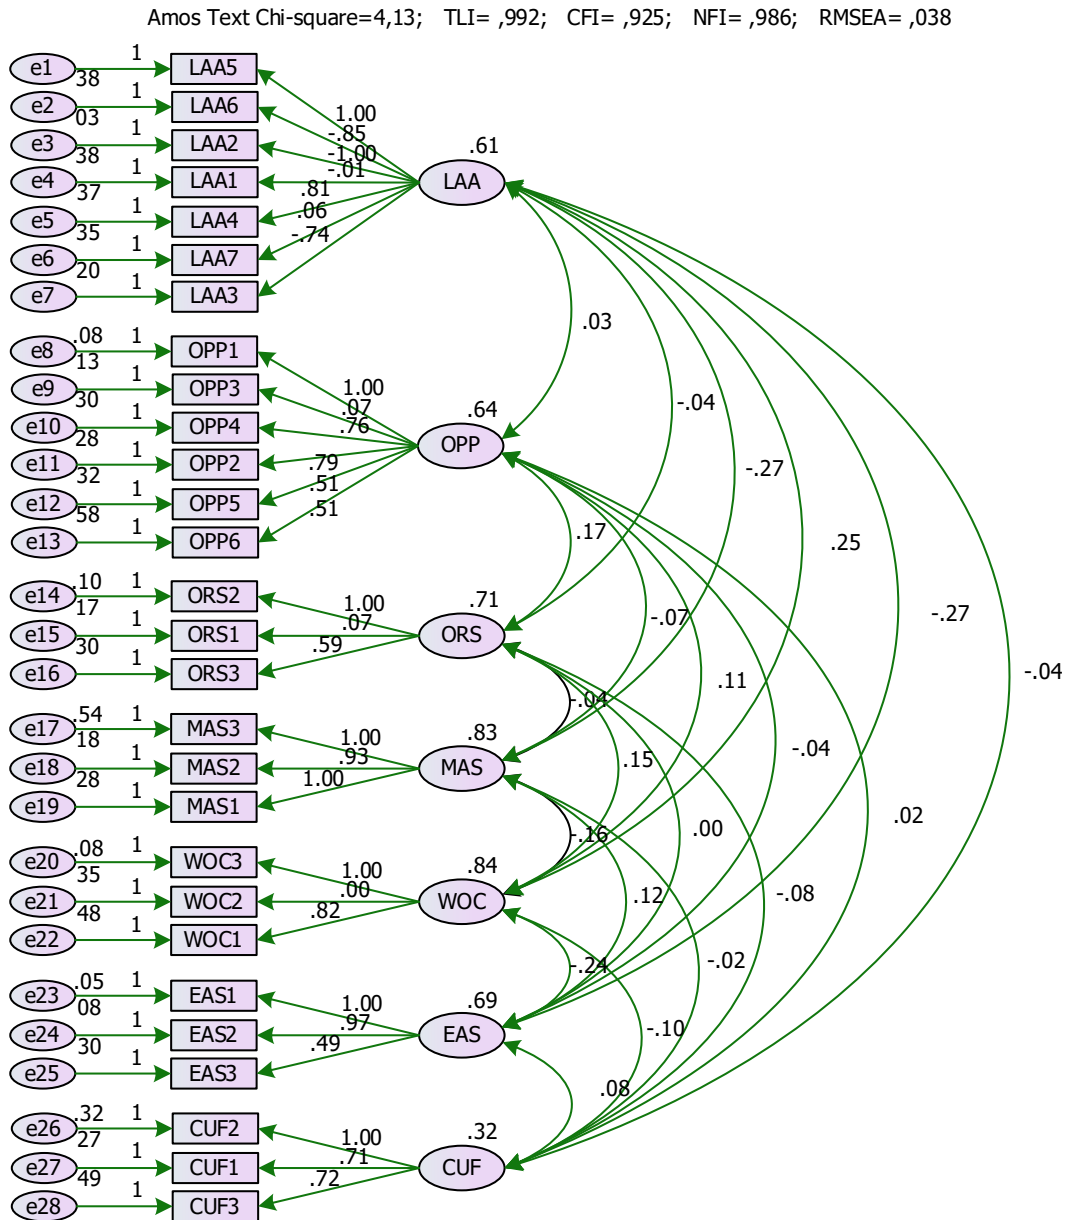 Amos Text Chi-square=4,13; TLI= ,992; CFI= ,925; NFI= ,986; RMSEA= ,038
e1 1 LAA5
38
e2 1 LAA6
03
e3 1 LAA2
38
e4 1 LAA1
37
e5 1 LAA4
35
e6 1 LAA7
20
e7 1 LAA3
1.00
-.85
-1.00
-.01
.81
.06
-.74
.61
LAA
e8 .08 1 OPP1
13
e9 1 OPP3
30
e10 1 OPP4
28
e11 1 OPP2
32
e12 1 OPP5
58
e13 1 OPP6
1.00
.07
.76
.79
.51
.51
.64
OPP
e14 .10 1 ORS2
17
e15 1 ORS1
30
e16 1 ORS3
1.00
.07
.59
.71
ORS
e17 .54 1 MAS3
18
e18 1 MAS2
28
e19 1 MAS1
1.00
.93
1.00
.83
MAS
e20 .08 1 WOC3
35
e21 1 WOC2
48
e22 1 WOC1
1.00
.00
.82
.84
WOC
e23 .05 1 EAS1
08
e24 1 EAS2
30
e25 1 EAS3
1.00
.97
.49
.69
EAS
e26 .32 1 CUF2
27
e27 1 CUF1
49
e28 1 CUF3
1.00
.71
.72
.32
CUF
.03
-.04
-.27
.25
-.27
-.04
.17
-.07
.11
-.04
.02
-.04
.15
.00
-.08
-.16
.12
-.02
-.24
-.10
.08